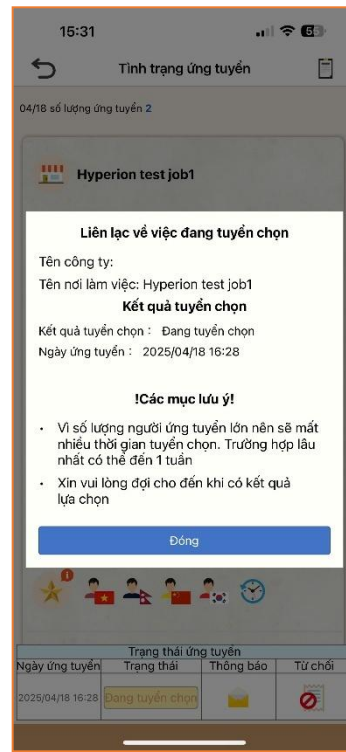 15:31
Tình trạng ứng tuyển
04/18 số lượng ứng tuyển 2
Hyperion test job1
Liên lạc về việc đang tuyển chọn
Tên công ty:
Tên nơi làm việc: Hyperion test job1
Kết quả tuyển chọn
Kết quả tuyển chọn : Đang tuyển chọn
Ngày ứng tuyển : 2025/04/18 16:28
!Các mục lưu ý!
• Vì số lượng người ứng tuyển lớn nên sẽ mất
nhiều thời gian tuyển chọn. Trường hợp lâu
nhất có thể đến 1 tuần
• Xin vui lòng đợi cho đến khi có kết quả
lựa chọn
Đóng
Trạng thái ứng tuyển
Ngày ứng tuyển Trạng thái Thông báo Từ chối
2025/04/18 16:28 Đang tuyển chọn